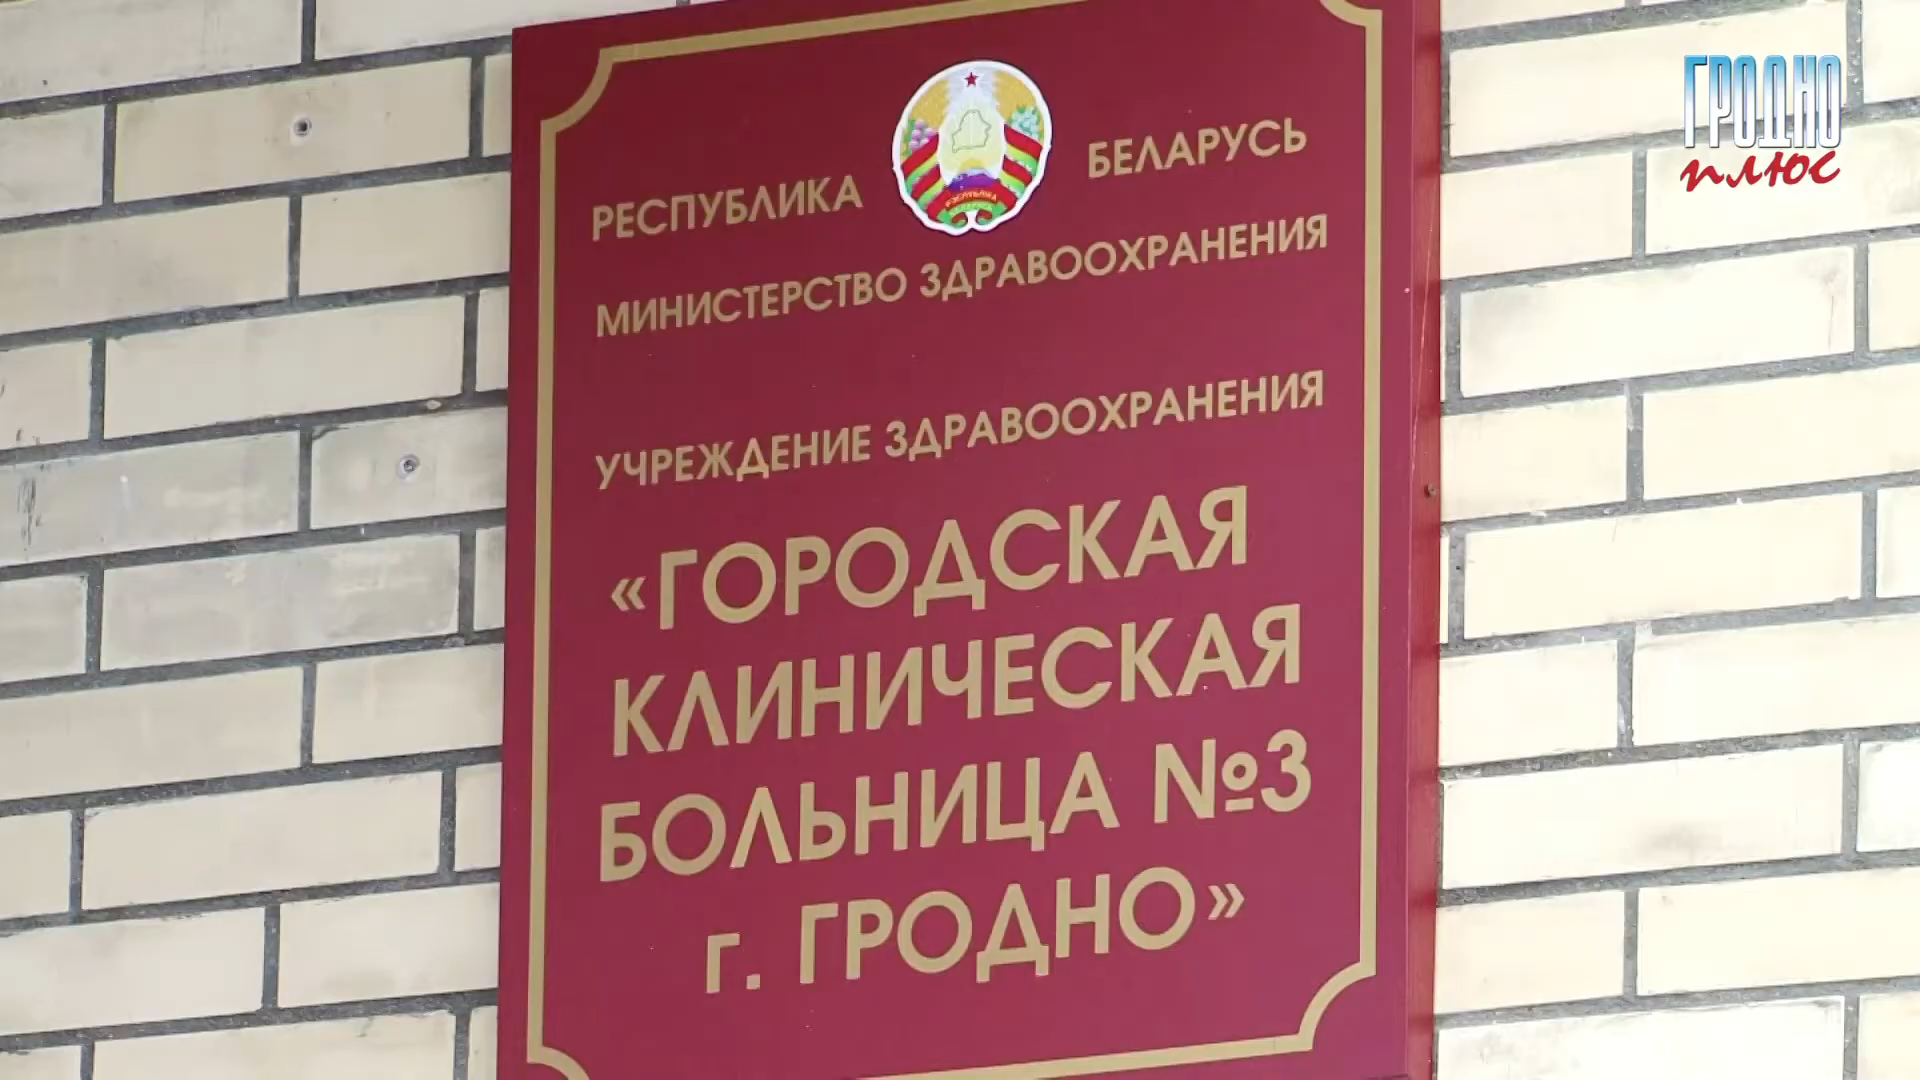 ГРОДНО
плюс
РЕСПУБЛИКА БЕЛАРУСЬ
МИНИСТЕРСТВО ЗДРАВООХРАНЕНИЯ
УЧРЕЖДЕНИЕ ЗДРАВООХРАНЕНИЯ
«ГОРОДСКАЯ
КЛИНИЧЕСКАЯ
БОЛЬНИЦА №3
г. ГРОДНО»